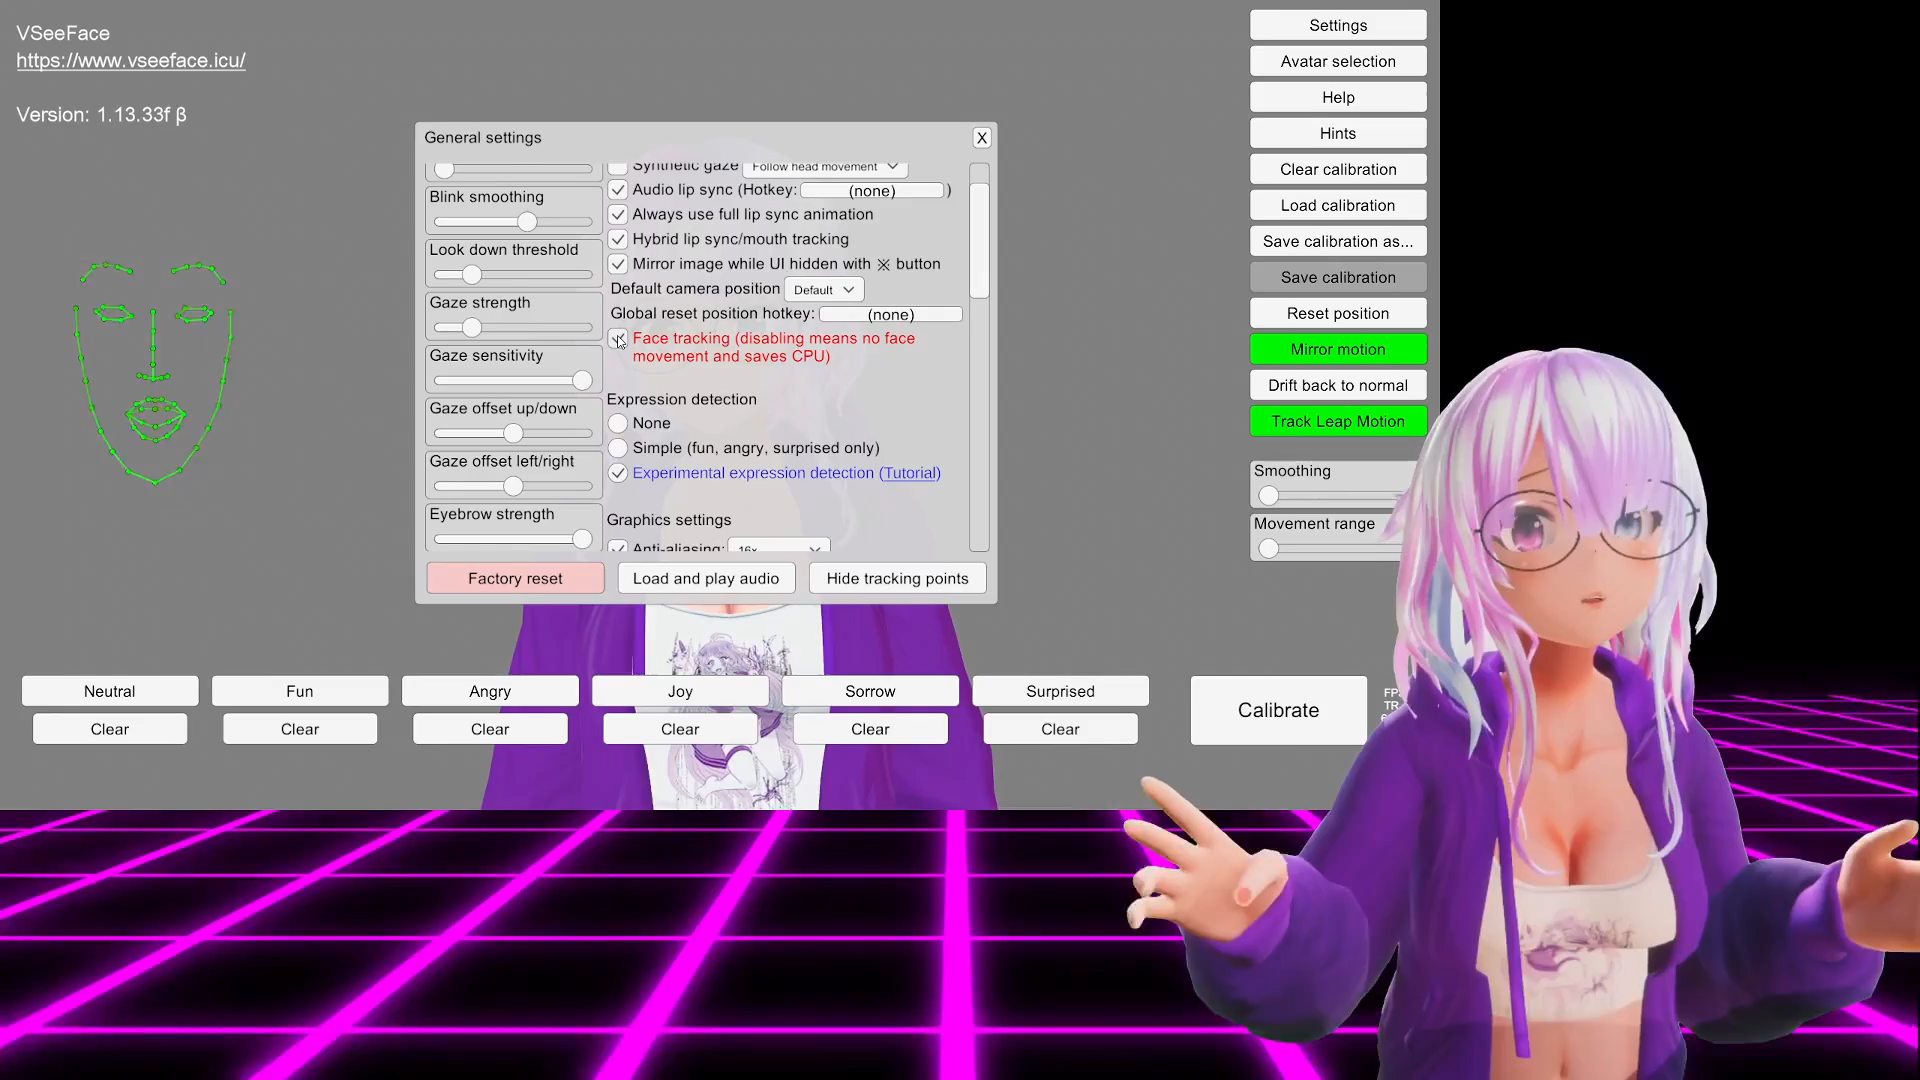 VSeeFace
https://www.vseeface.icu/
Version: 1.13.33f β
General settings
X
Blink smoothing
Look down threshold
Gaze strength
Gaze sensitivity
Gaze offset up/down
Gaze offset left/right
Eyebrow strength
Synthetic gaze Follow head movement
Audio lip sync (Hotkey: (none) )
Always use full lip sync animation
Hybrid lip sync/mouth tracking
Mirror image while UI hidden with ※ button
Default camera position Default
Global reset position hotkey: (none)
Face tracking (disabling means no face
movement and saves CPU)
Expression detection
None
Simple (fun, angry, surprised only)
Experimental expression detection (Tutorial)
Graphics settings
Anti-aliasing: 16x
Factory reset
Load and play audio
Hide tracking points
Settings
Avatar selection
Help
Hints
Clear calibration
Load calibration
Save calibration as...
Save calibration
Reset position
Mirror motion
Drift back to normal
Track Leap Motion
Smoothing
Movement range
Neutral
Fun
Angry
Joy
Sorrow
Surprised
Clear
Clear
Clear
Clear
Clear
Clear
Calibrate